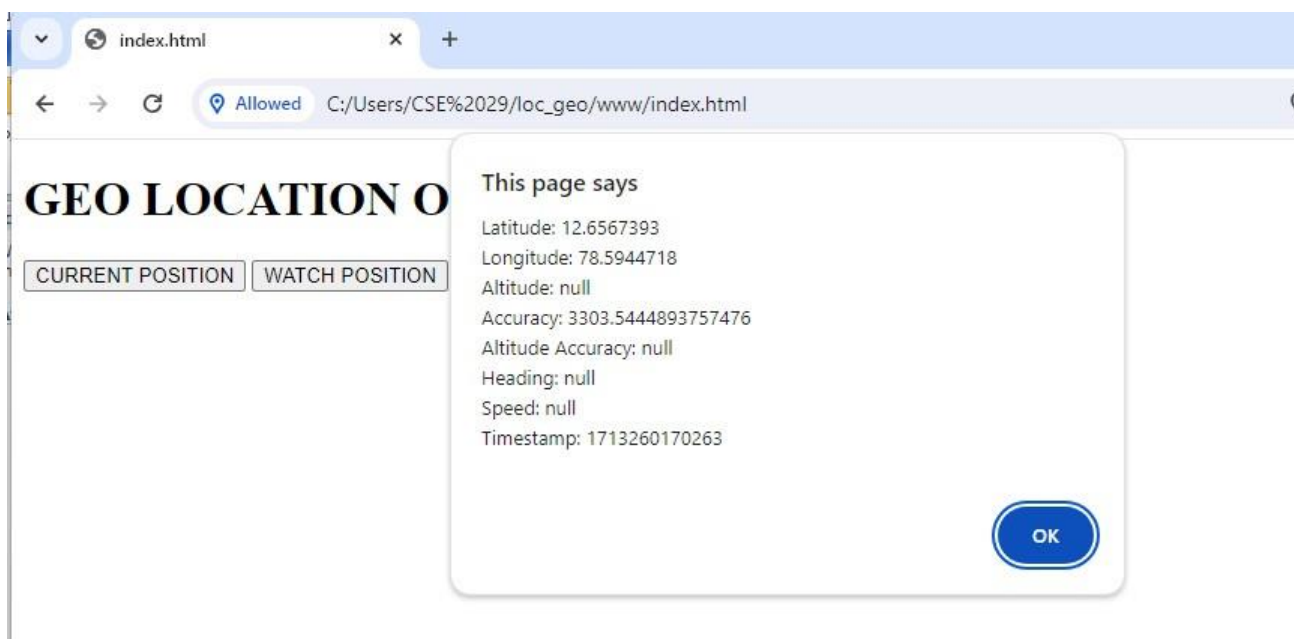 index.html
Allowed C:/Users/CSE%2029/loc_geo/www/index.html
GEO LOCATION O
CURRENT POSITION WATCH POSITION
This page says
Latitude: 12.6567393
Longitude: 78.5944718
Altitude: null
Accuracy: 3303.5444893757476
Altitude Accuracy: null
Heading: null
Speed: null
Timestamp: 1713260170263
OK